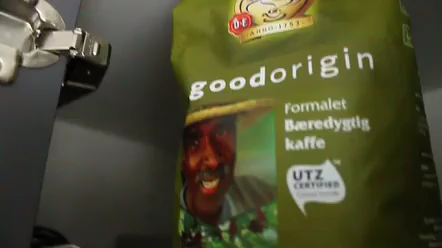 D·E
ANNO·1753
goodorigin
Formalet
Bæredygtig
kaffe
UTZ
CERTIFIED